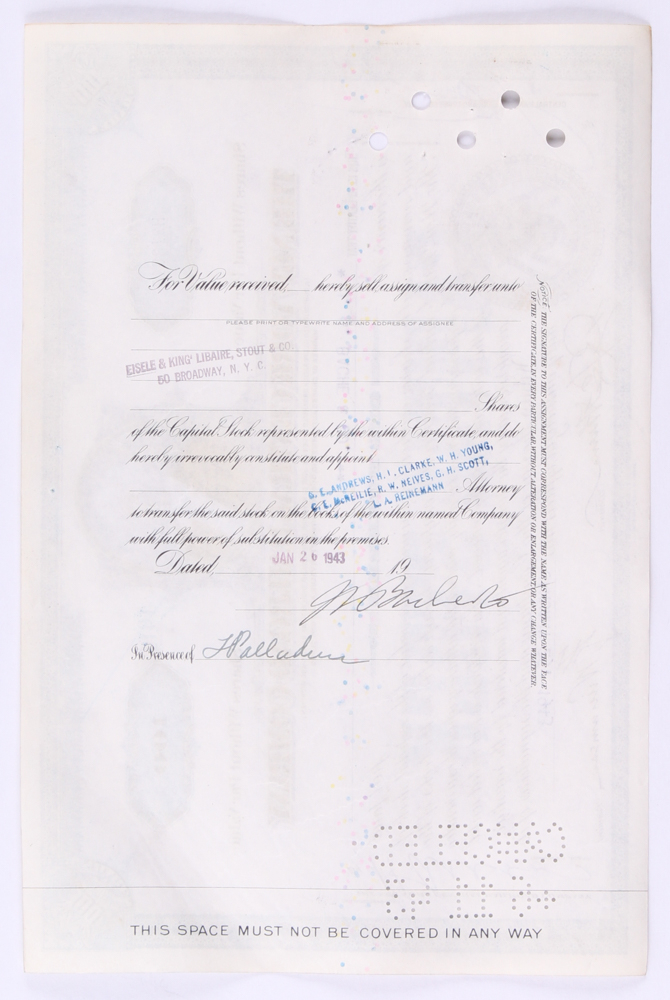 For Value received, hereby sell, assign and transfer unto
PLEASE PRINT OR TYPEWRITE NAME AND ADDRESS OF ASSIGNEE
EISELE & KING' LIBAIRE, STOUT & CO.
50 BROADWAY, N. Y. C.
Shares
of the Capital Stock represented by the within Certificate, and do
hereby irrevocably constitute and appoint
G. E. ANDREWS, H. I. CLARKE, W. H. YOUNG,
G. E. McNEILIE, R. W. NEIVES, G. H. SCOTT,
L. A. REINEMANN
Attorney
to transfer the said stock on the books of the within named Company
with full power of substitution in the premises.
Dated, JAN 26 1943 19
In Presence of
NOTICE. THE SIGNATURE TO THIS ASSIGNMENT MUST CORRESPOND WITH THE NAME AS WRITTEN UPON THE FACE
OF THE CERTIFICATE, IN EVERY PARTICULAR, WITHOUT ALTERATION OR ENLARGEMENT, OR ANY CHANGE WHATEVER.
CANCELLED
THIS SPACE MUST NOT BE COVERED IN ANY WAY